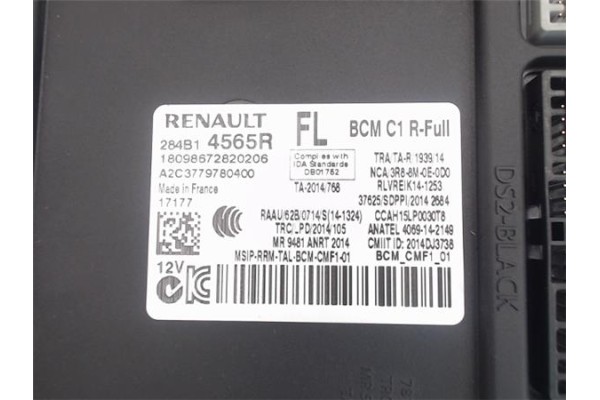 RENAULT
284B1 4565R
18098672820206
A2C3779780400
Made in France
17177
12V
FL
Complies with
IDA Standards
DB01752
TA-2014/768
BCM C1 R-Full
TRA/TA-R 1939.14
NCA:3R8-8M-0E-0D0
RLVREIK14-1253
37625/SDPPI/2014 2684
RAAU/62B/0714/S(14-1324)
CCAH15LP0030T8
TRC/LPD/2014/105
ANATEL 4069-14-2149
MR 9481 ANRT 2014
CMIIT ID: 2014DJ3738
MSIP-RRM-TAL-BCM-CMF1-01
BCM_CMF1_01
DS2-BLACK